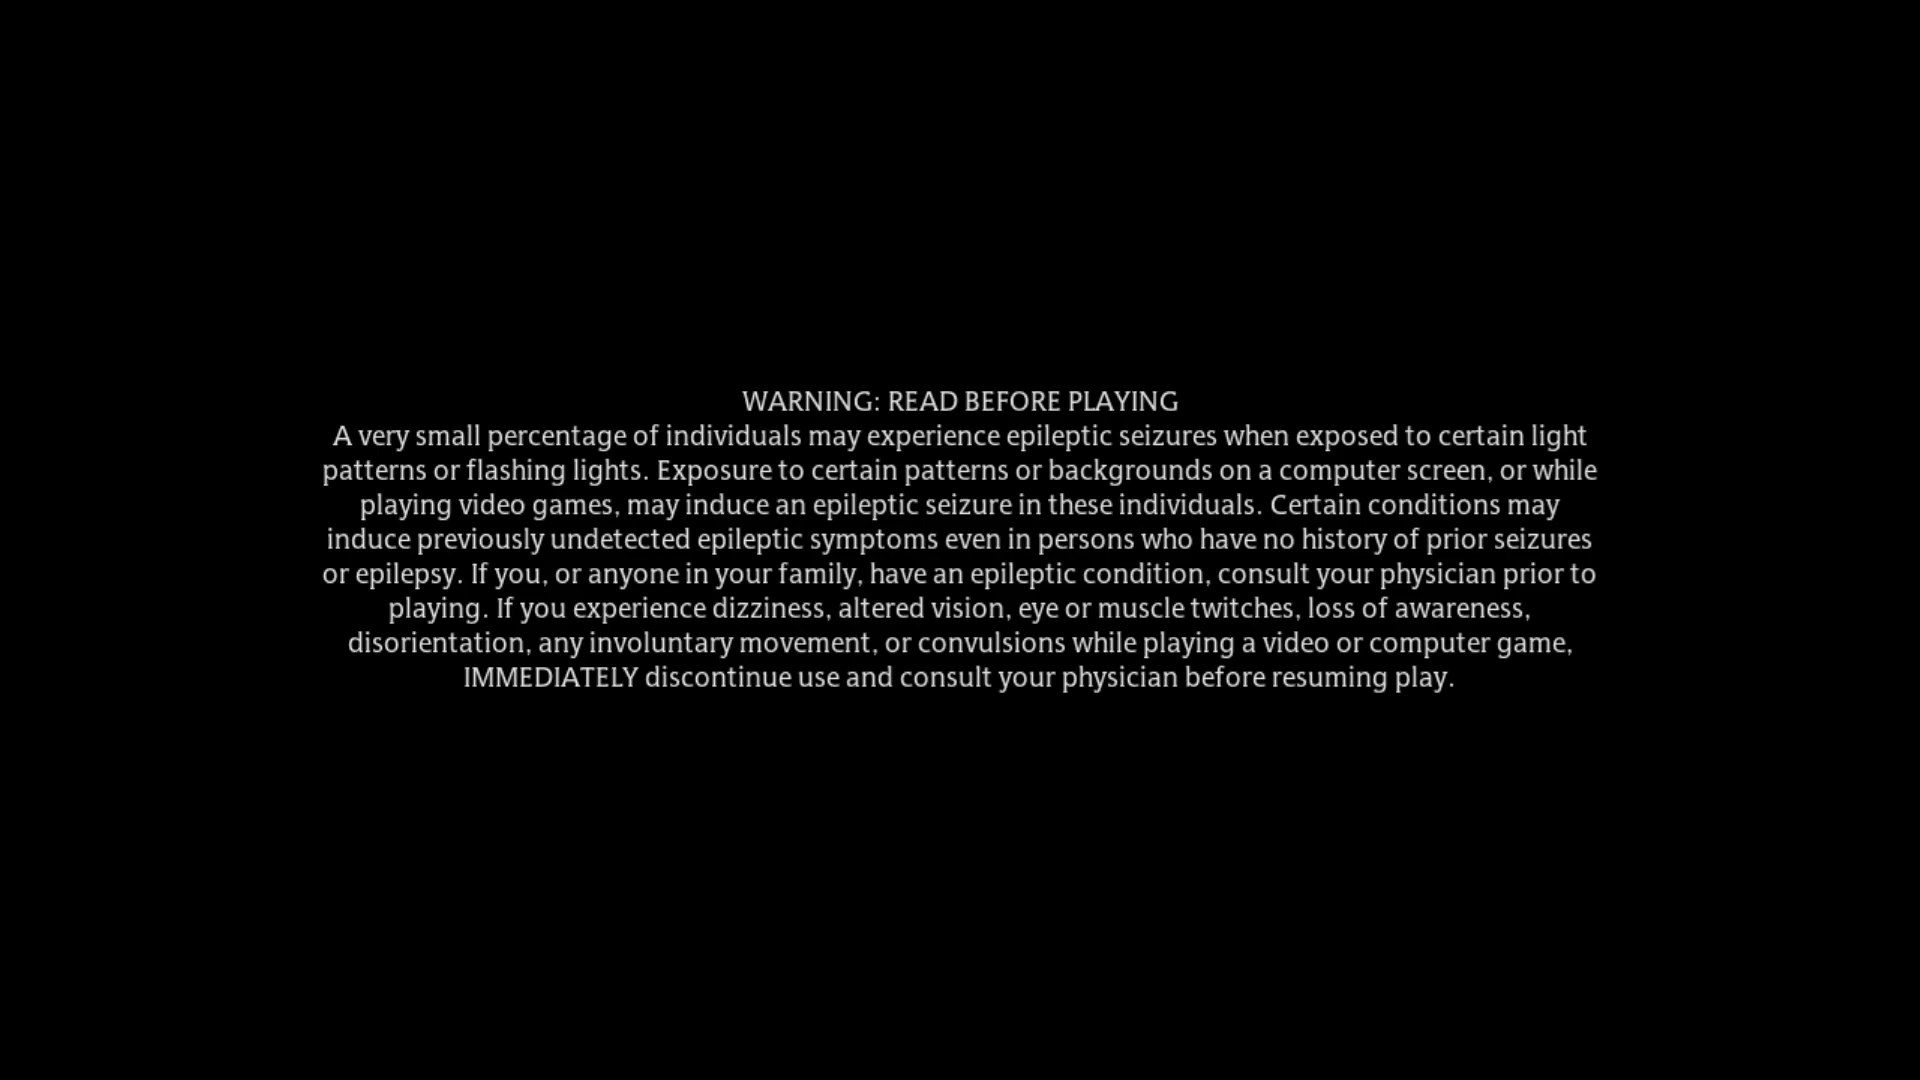 WARNING: READ BEFORE PLAYING
A very small percentage of individuals may experience epileptic seizures when exposed to certain light
patterns or flashing lights. Exposure to certain patterns or backgrounds on a computer screen, or while
playing video games, may induce an epileptic seizure in these individuals. Certain conditions may
induce previously undetected epileptic symptoms even in persons who have no history of prior seizures
or epilepsy. If you, or anyone in your family, have an epileptic condition, consult your physician prior to
playing. If you experience dizziness, altered vision, eye or muscle twitches, loss of awareness,
disorientation, any involuntary movement, or convulsions while playing a video or computer game,
IMMEDIATELY discontinue use and consult your physician before resuming play.